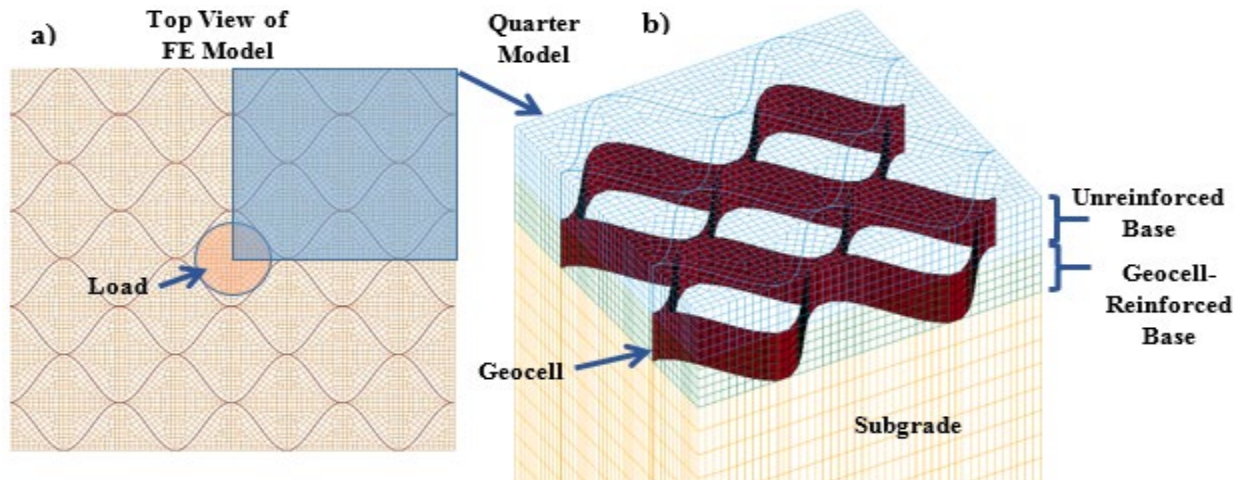 a)
Top View of
FE Model
Load
Quarter
Model
b)
Unreinforced
Base
Geocell-
Reinforced
Base
Geocell
Subgrade